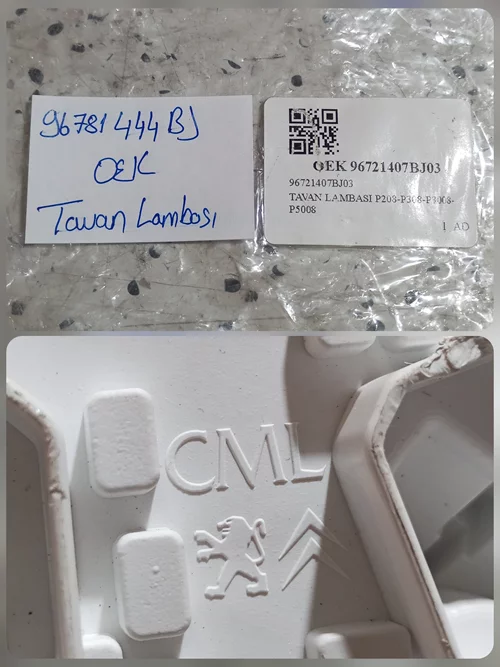 96781444BJ
OEK
Tavan Lambası
OEK 96721407BJ03
96721407BJ03
TAVAN LAMBASI P208-P308-P3008-
P5008
1 AD
CML